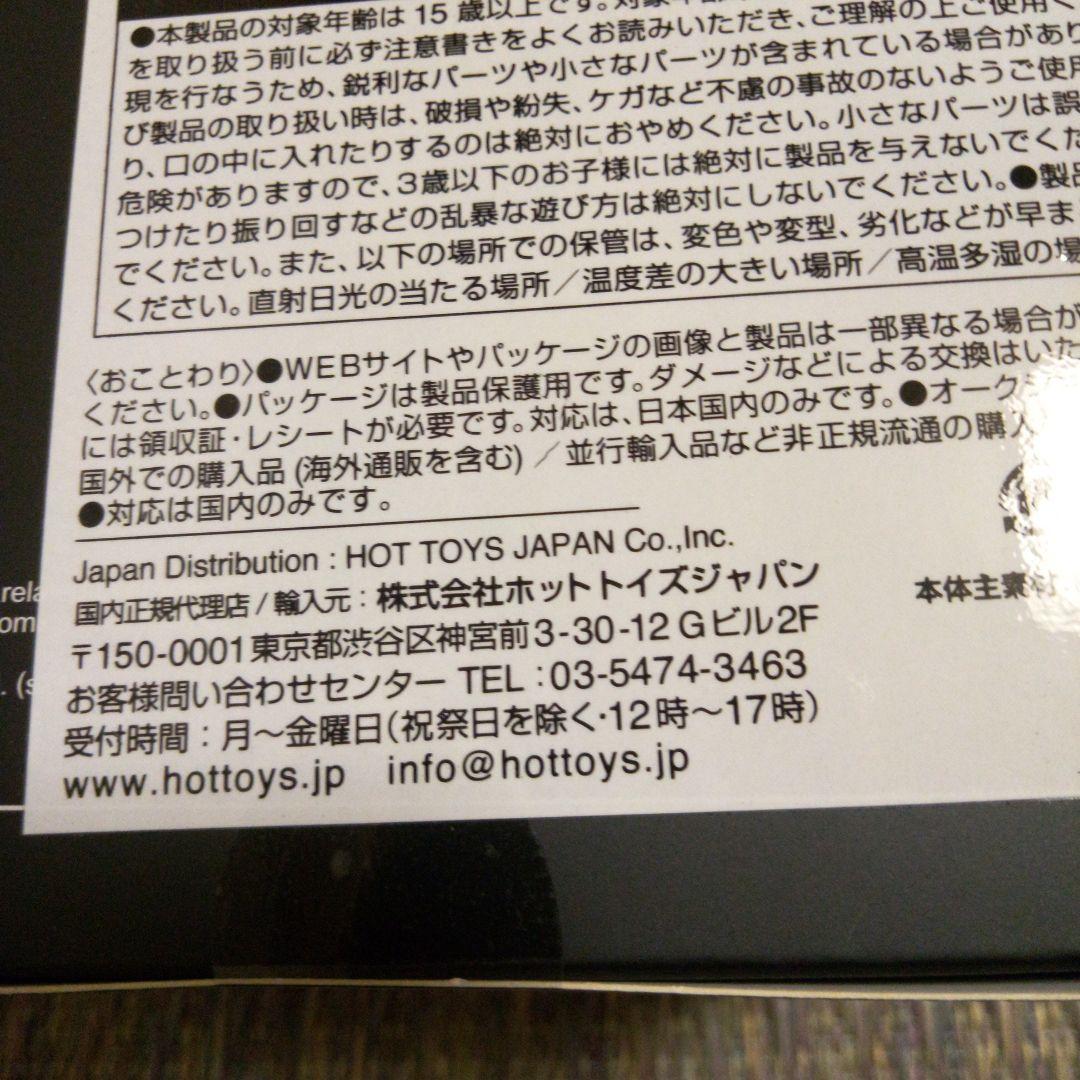 ●本製品の対象年齢は15歳以上です。対象年
を取り扱う前に必ず注意書きをよくお読みいただき、ご理解の上ご使用く
現を行なうため、鋭利なパーツや小さなパーツが含まれている場合があり
び製品の取り扱い時は、破損や紛失、ケガなど不慮の事故のないようご使用
り、口の中に入れたりするのは絶対におやめください。小さなパーツは誤
危険がありますので、3歳以下のお子様には絶対に製品を与えないでくだ
つけたり振り回すなどの乱暴な遊び方は絶対にしないでください。●製品
でください。また、以下の場所での保管は、変色や変型、劣化などが早ま
ください。直射日光の当たる場所／温度差の大きい場所／高温多湿の場
〈おことわり〉●WEBサイトやパッケージの画像と製品は一部異なる場合が
ください。●パッケージは製品保護用です。ダメージなどによる交換はいた
には領収証・レシートが必要です。対応は、日本国内のみです。●オーク
国外での購入品 (海外通販を含む) ／並行輸入品など非正規流通の購入
●対応は国内のみです。
Japan Distribution : HOT TOYS JAPAN Co.,Inc.
国内正規代理店 / 輸入元 : 株式会社ホットトイズジャパン
〒150-0001 東京都渋谷区神宮前3-30-12 Gビル2F
お客様問い合わせセンター TEL : 03-5474-3463
受付時間 : 月～金曜日(祝祭日を除く・12時～17時)
www.hottoys.jp info@hottoys.jp
本体主素材
rela
om
. (s